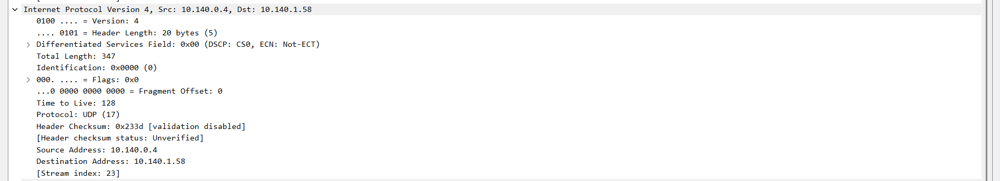 Internet Protocol Version 4, Src: 10.140.0.4, Dst: 10.140.1.58
0100 .... = Version: 4
.... 0101 = Header Length: 20 bytes (5)
Differentiated Services Field: 0x00 (DSCP: CS0, ECN: Not-ECT)
Total Length: 347
Identification: 0x0000 (0)
000. .... = Flags: 0x0
...0 0000 0000 0000 = Fragment Offset: 0
Time to Live: 128
Protocol: UDP (17)
Header Checksum: 0x233d [validation disabled]
[Header checksum status: Unverified]
Source Address: 10.140.0.4
Destination Address: 10.140.1.58
[Stream index: 23]